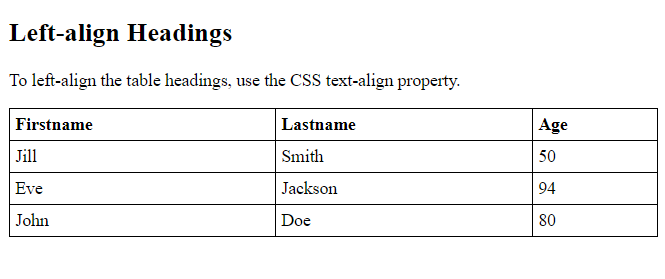 Left-align Headings
To left-align the table headings, use the CSS text-align property.
Firstname Lastname Age
Jill Smith 50
Eve Jackson 94
John Doe 80